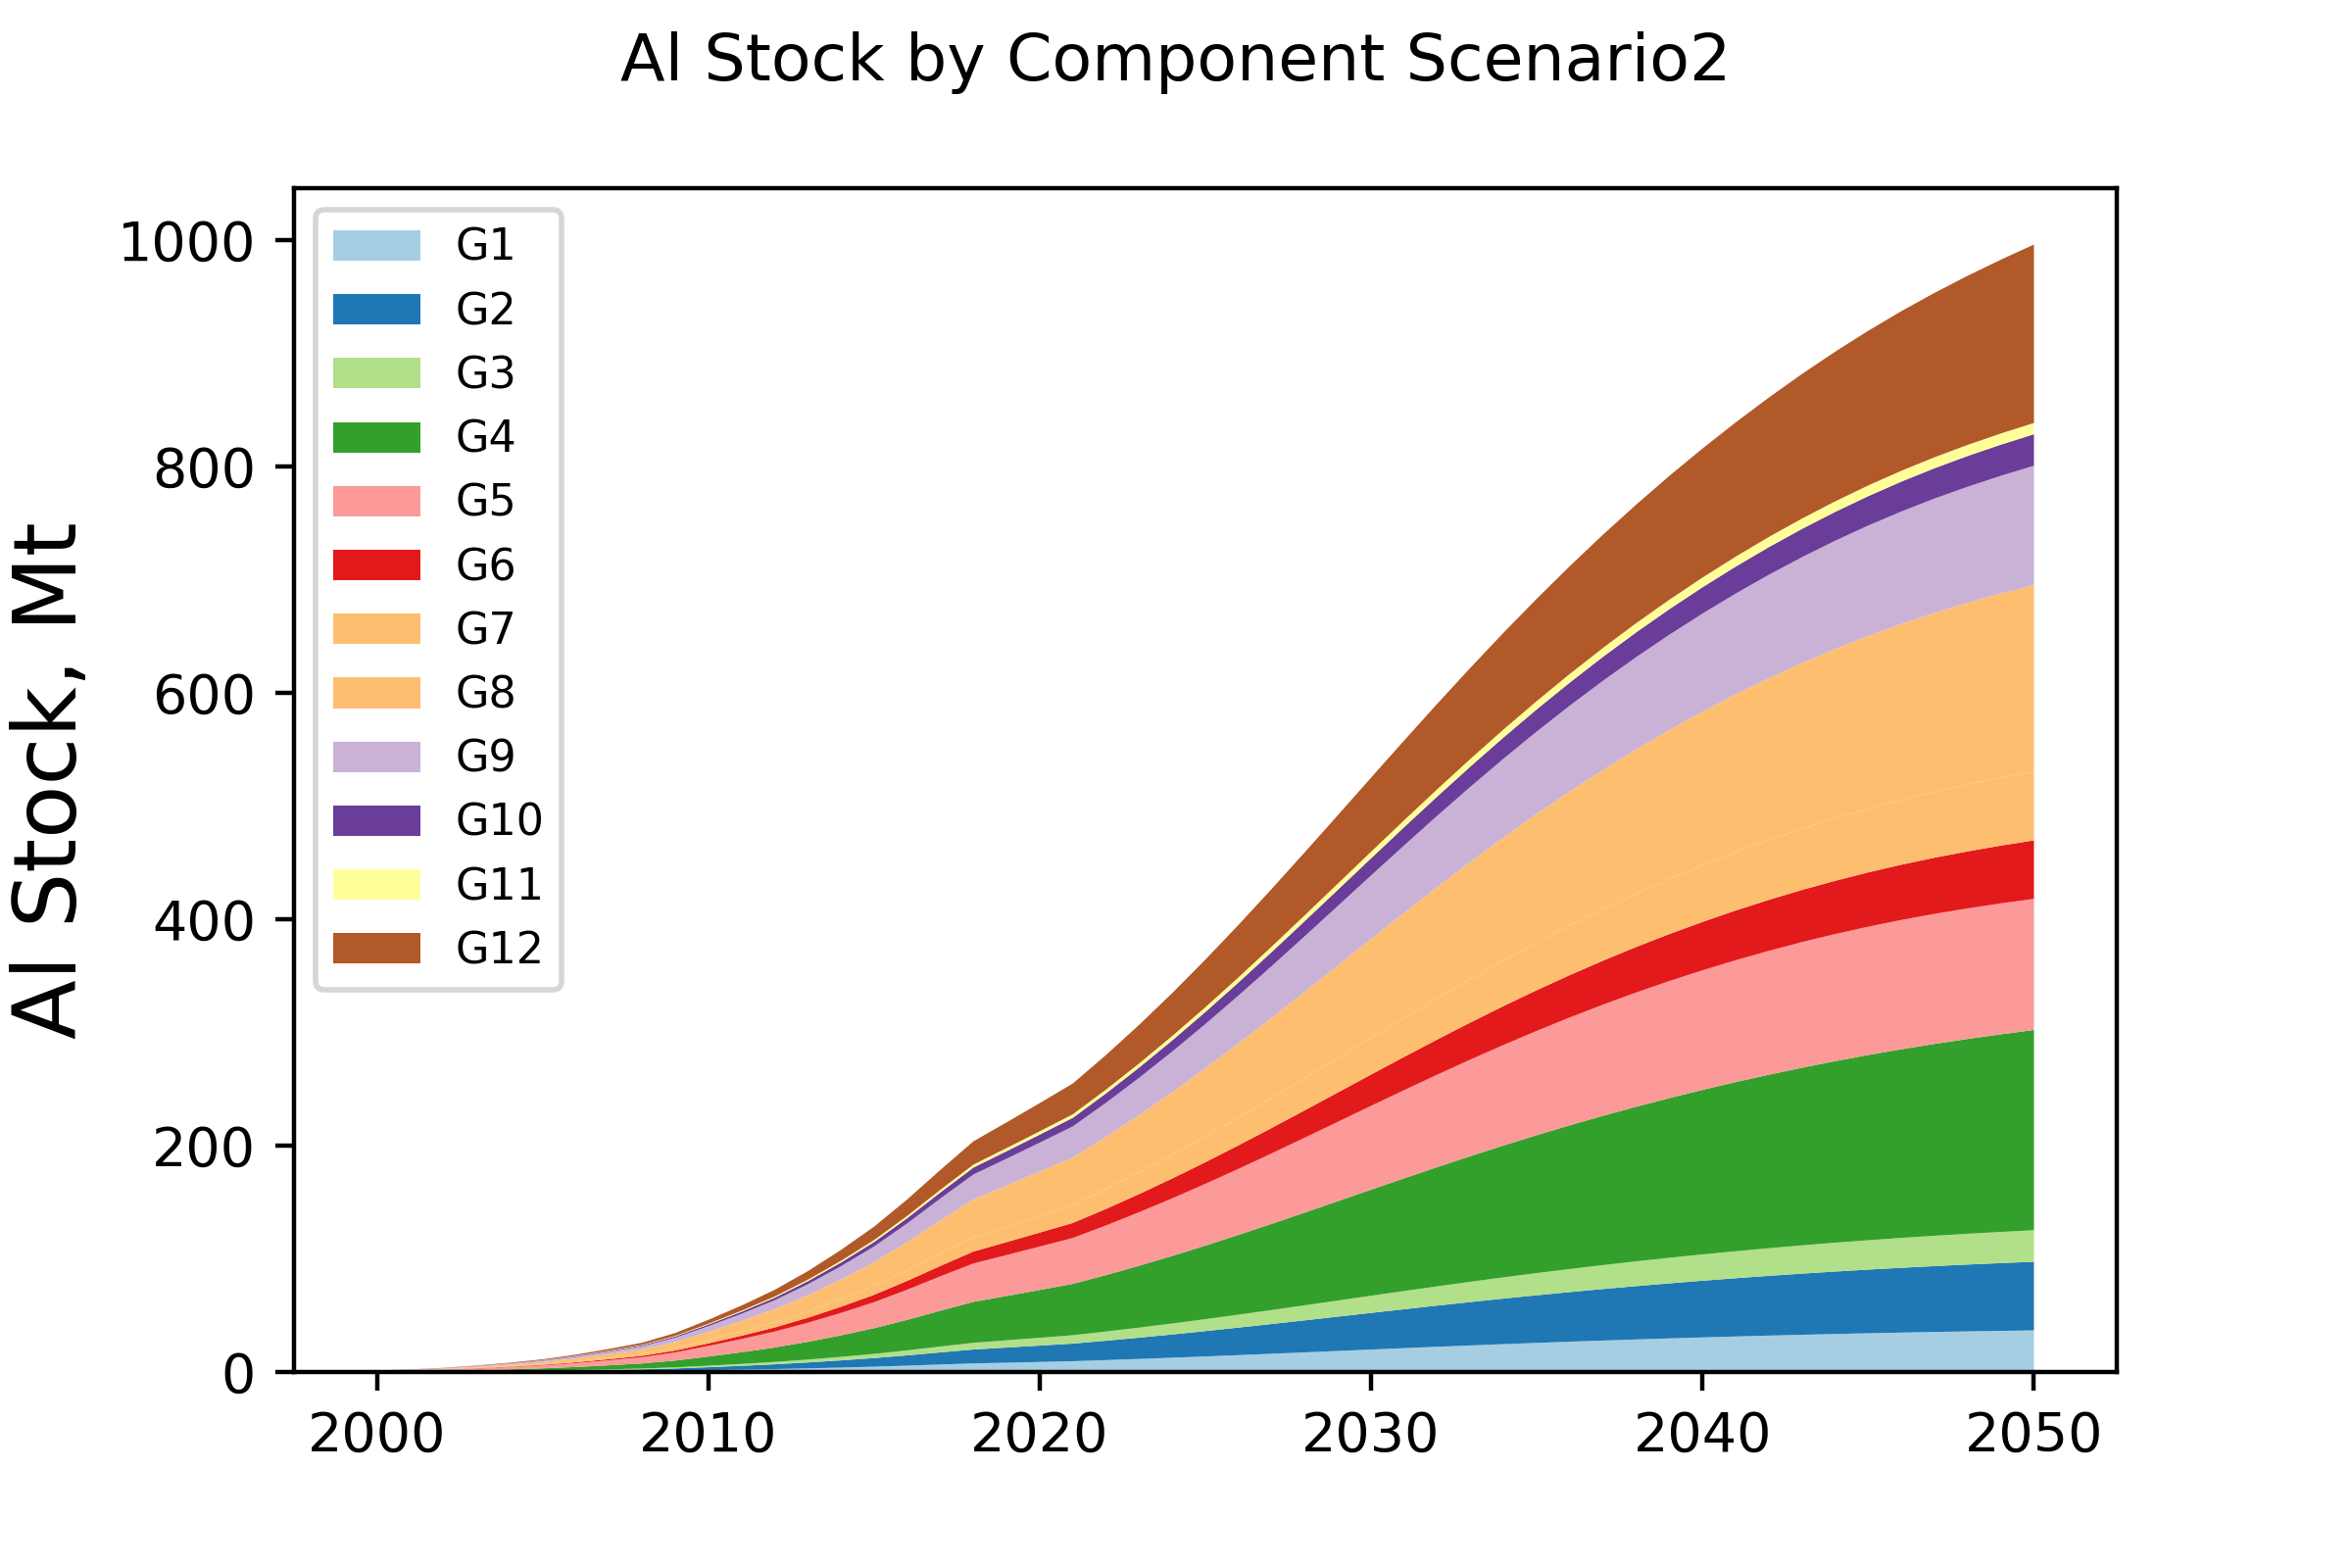 Al Stock by Component Scenario2
Al Stock, Mt
1000
800
600
400
200
0
G1
G2
G3
G4
G5
G6
G7
G8
G9
G10
G11
G12
2000 2010 2020 2030 2040 2050